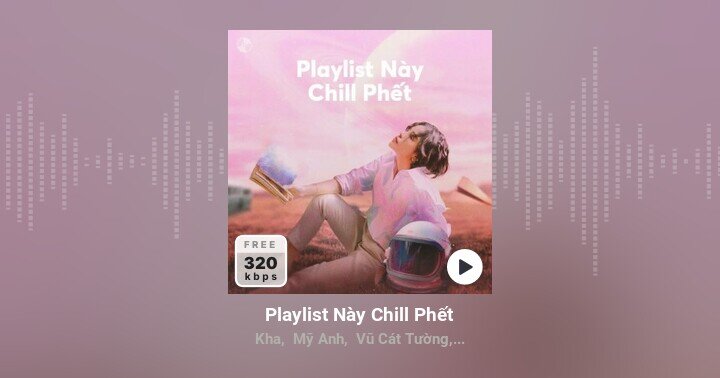 Playlist Này
Chill Phết
FREE
320
kbps
Playlist Này Chill Phết
Kha, Mỹ Anh, Vũ Cát Tường,...